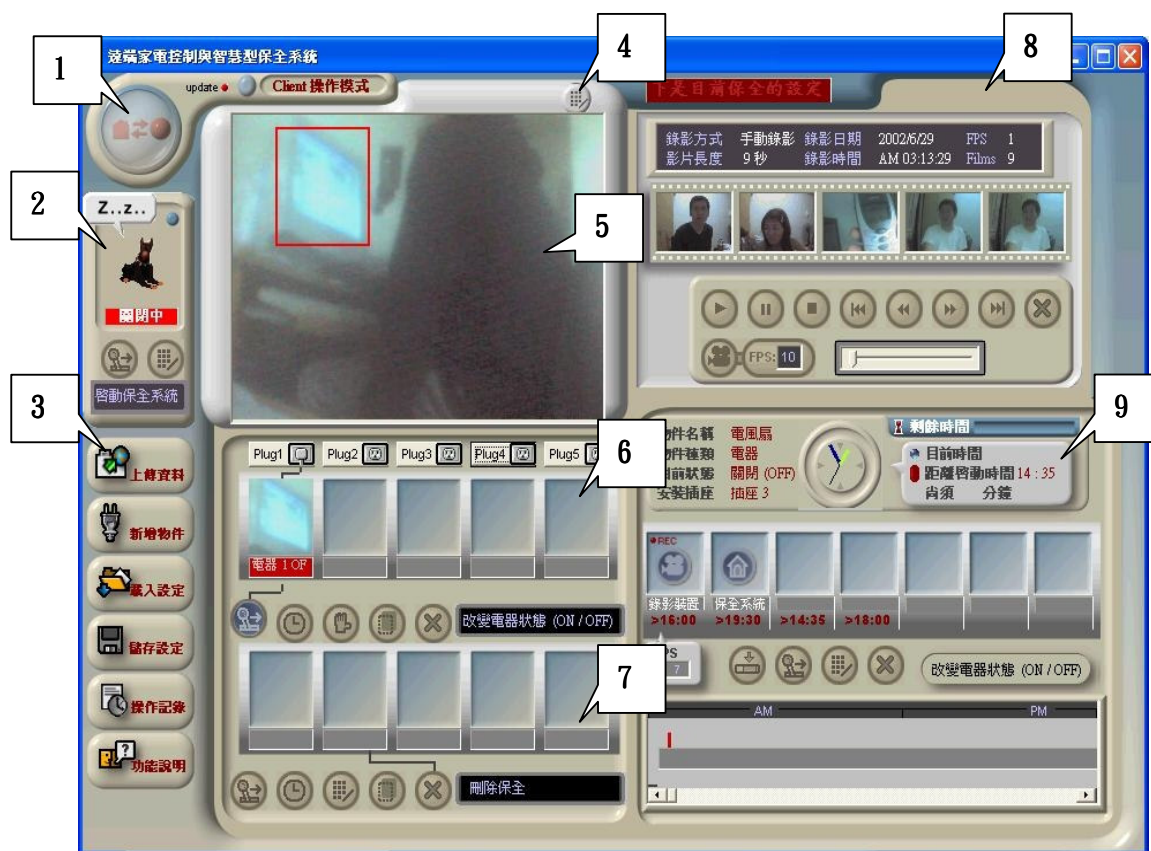 1
2
3
4
5
6
7
8
9
遠端家電控制與智慧型保全系統
update
Client 操作模式
下是目前保全的設定
錄影方式 手動錄影 錄影日期 2002/6/29 FPS 1
影片長度 9 秒 錄影時間 AM 03:13:29 Films 9
Z..z..
關閉中
啟動保全系統
FPS: 10
上傳資料
新增物件
載入設定
儲存設定
操作記錄
功能說明
Plug1 Plug2 Plug3 Plug4 Plug5
電器 1 OF
改變電器狀態 (ON / OFF)
刪除保全
物件名稱 電風扇
物件種類 電器
目前狀態 關閉 (OFF)
安裝插座 插座 3
剩餘時間
目前時間
距離啓動時間 14 : 35
尚須 分鐘
REC
錄影裝置 保全系統
>16:00 >19:30 >14:35 >18:00
PS
7
改變電器狀態 (ON / OFF)
AM PM